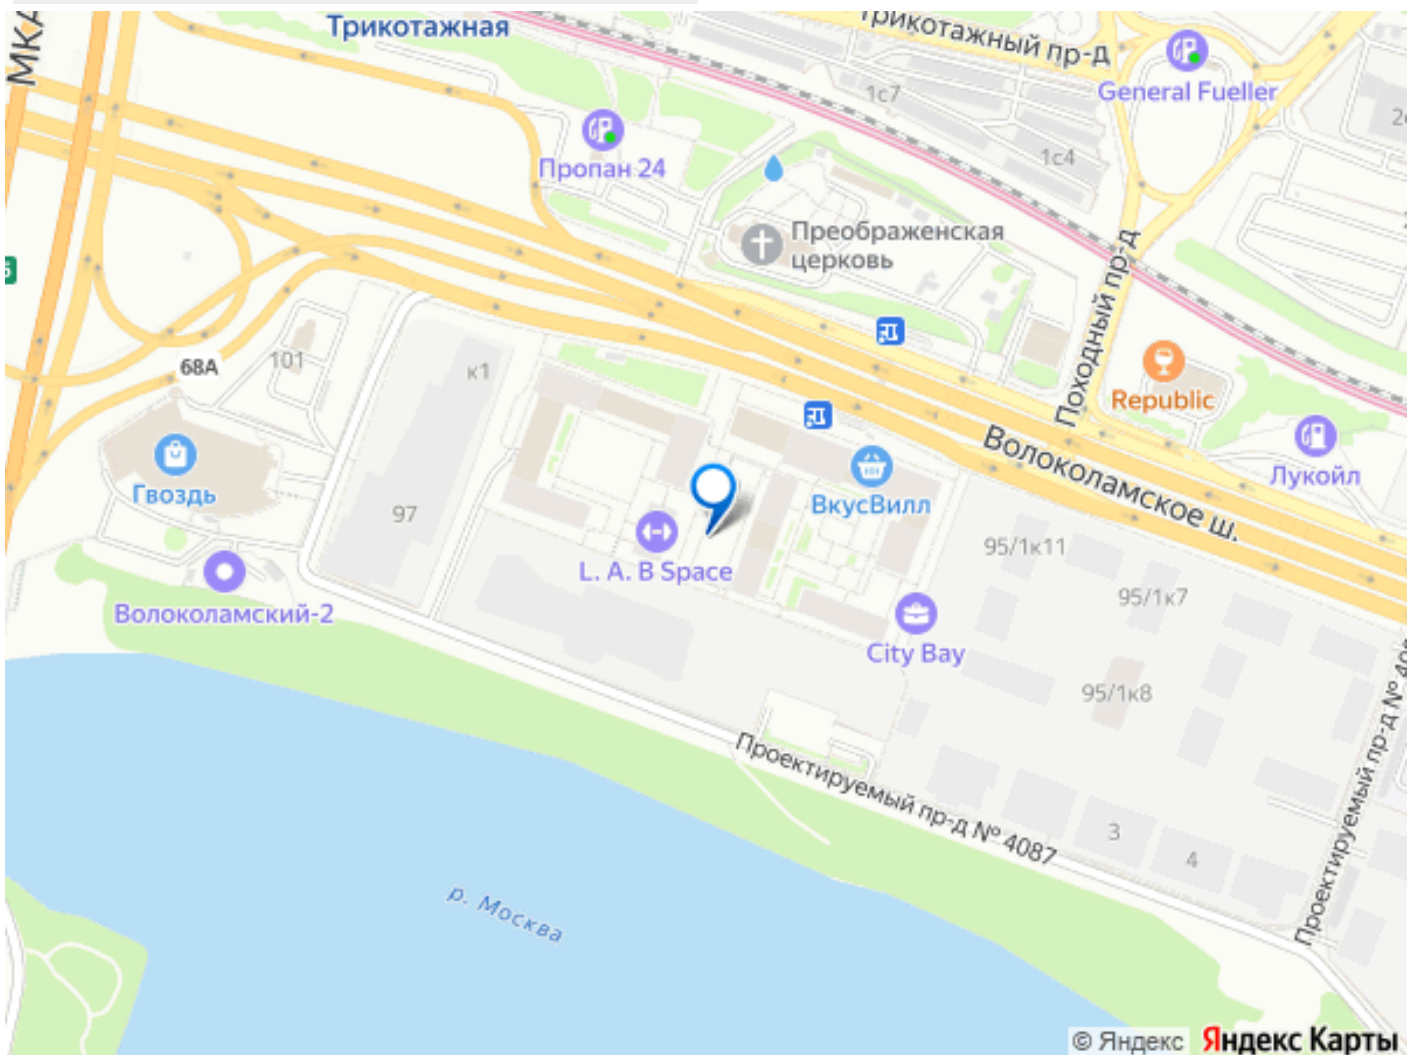 МКА
Трикотажная
Трикотажный пр-д
General Fueller
1с7
1с4
Пропан 24
Преображенская
церковь
Походный пр-д
68А
101
к1
Republic
Волоколамское ш.
Лукойл
Гвоздь
ВкусВилл
97
L. A. B Space
95/1к11
95/1к7
Волоколамский-2
City Bay
95/1к8
Проектируемый пр-д № 4087
Проектируемый пр-д № 40
3
4
р. Москва
© Яндекс
Яндекс Карты